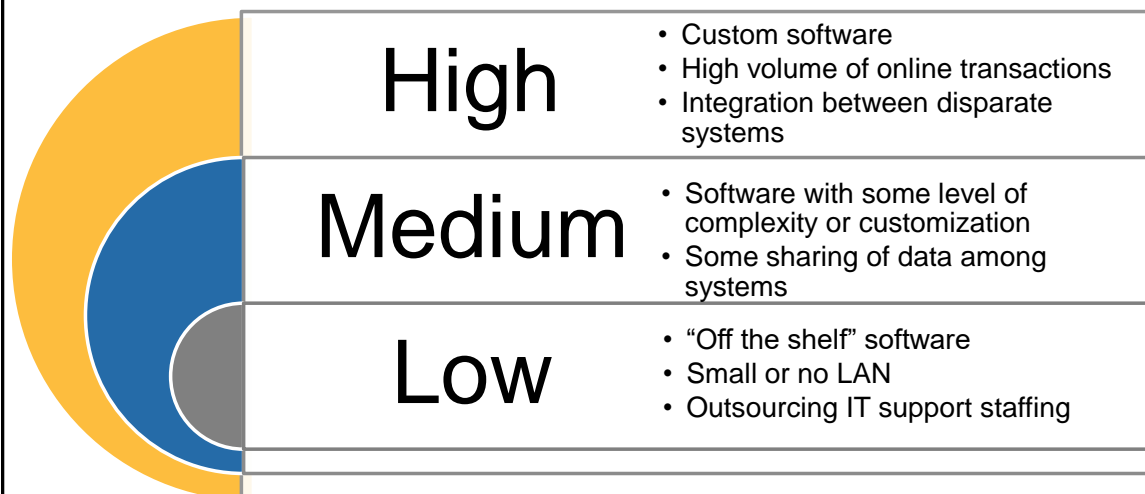 High
• Custom software
• High volume of online transactions
• Integration between disparate
systems
Medium
• Software with some level of
complexity or customization
• Some sharing of data among
systems
Low
• “Off the shelf” software
• Small or no LAN
• Outsourcing IT support staffing